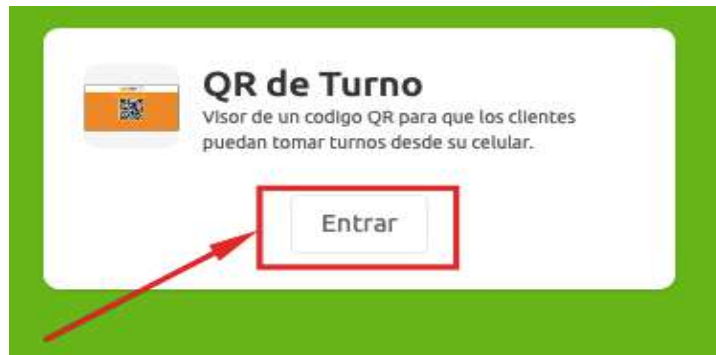 QR de Turno
Visor de un codigo QR para que los clientes
puedan tomar turnos desde su celular.
Entrar